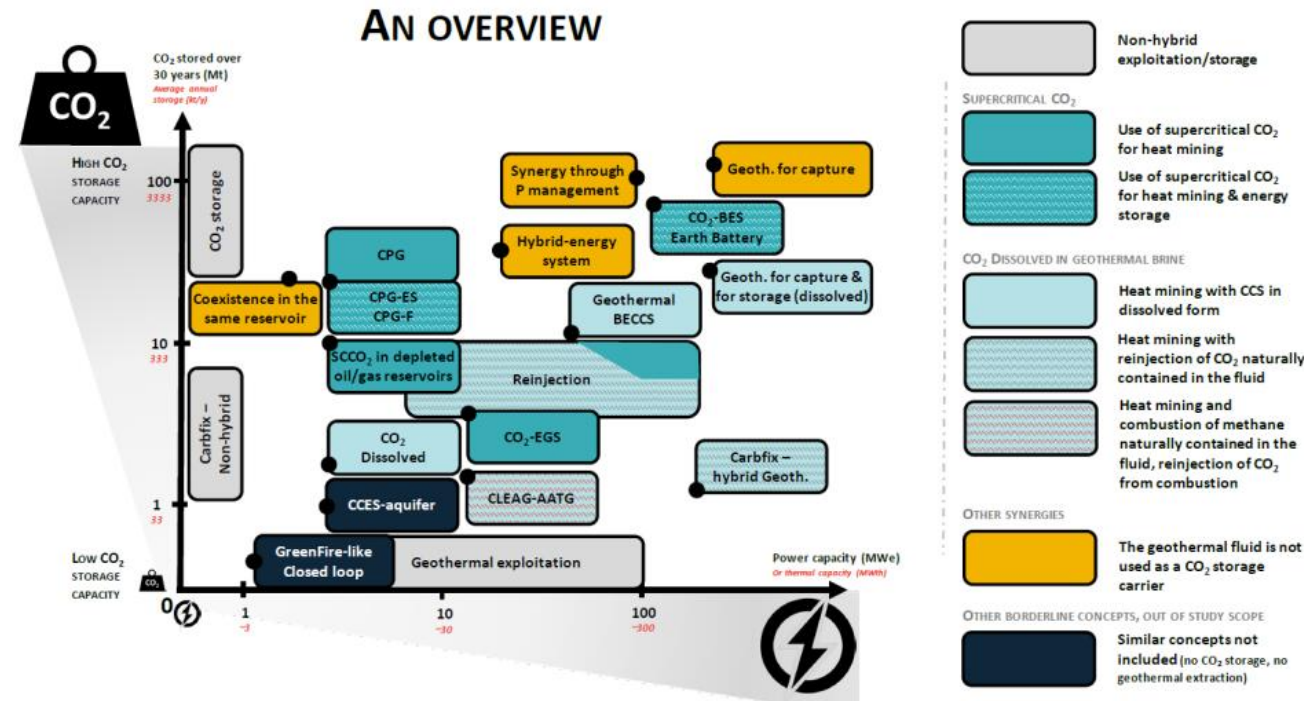 AN OVERVIEW
CO₂ stored over
30 years (Mt)
Average annual
storage (kt/y)
CO₂
HIGH CO₂
STORAGE
CAPACITY
100
3333
10
333
1
33
LOW CO₂
STORAGE
CAPACITY
CO₂
0
CO₂ storage
Carbfix –
Non-hybrid
Coexistence in the
same reservoir
CPG
CPG-ES
CPG-F
SCCO₂ in depleted
oil/gas reservoirs
Reinjection
CO₂
Dissolved
CO₂-EGS
CCES-aquifer
CLEAG-AATG
GreenFire-like
Closed loop
Geothermal exploitation
Synergy through
P management
Geoth. for capture
Hybrid-energy
system
CO₂-BES
Earth Battery
Geoth. for capture &
for storage (dissolved)
Geothermal
BECCS
Carbfix –
hybrid Geoth.
Power capacity (MWe)
Or thermal capacity (MWth)
1
~3
10
~30
100
~300
Non-hybrid
exploitation/storage
SUPERCRITICAL CO₂
Use of supercritical CO₂
for heat mining
Use of supercritical CO₂
for heat mining & energy
storage
CO₂ DISSOLVED IN GEOTHERMAL BRINE
Heat mining with CCS in
dissolved form
Heat mining with
reinjection of CO₂ naturally
contained in the fluid
Heat mining and
combustion of methane
naturally contained in the
fluid, reinjection of CO₂
from combustion
OTHER SYNERGIES
The geothermal fluid is not
used as a CO₂ storage
carrier
OTHER BORDERLINE CONCEPTS, OUT OF STUDY SCOPE
Similar concepts not
included (no CO₂ storage, no
geothermal extraction)